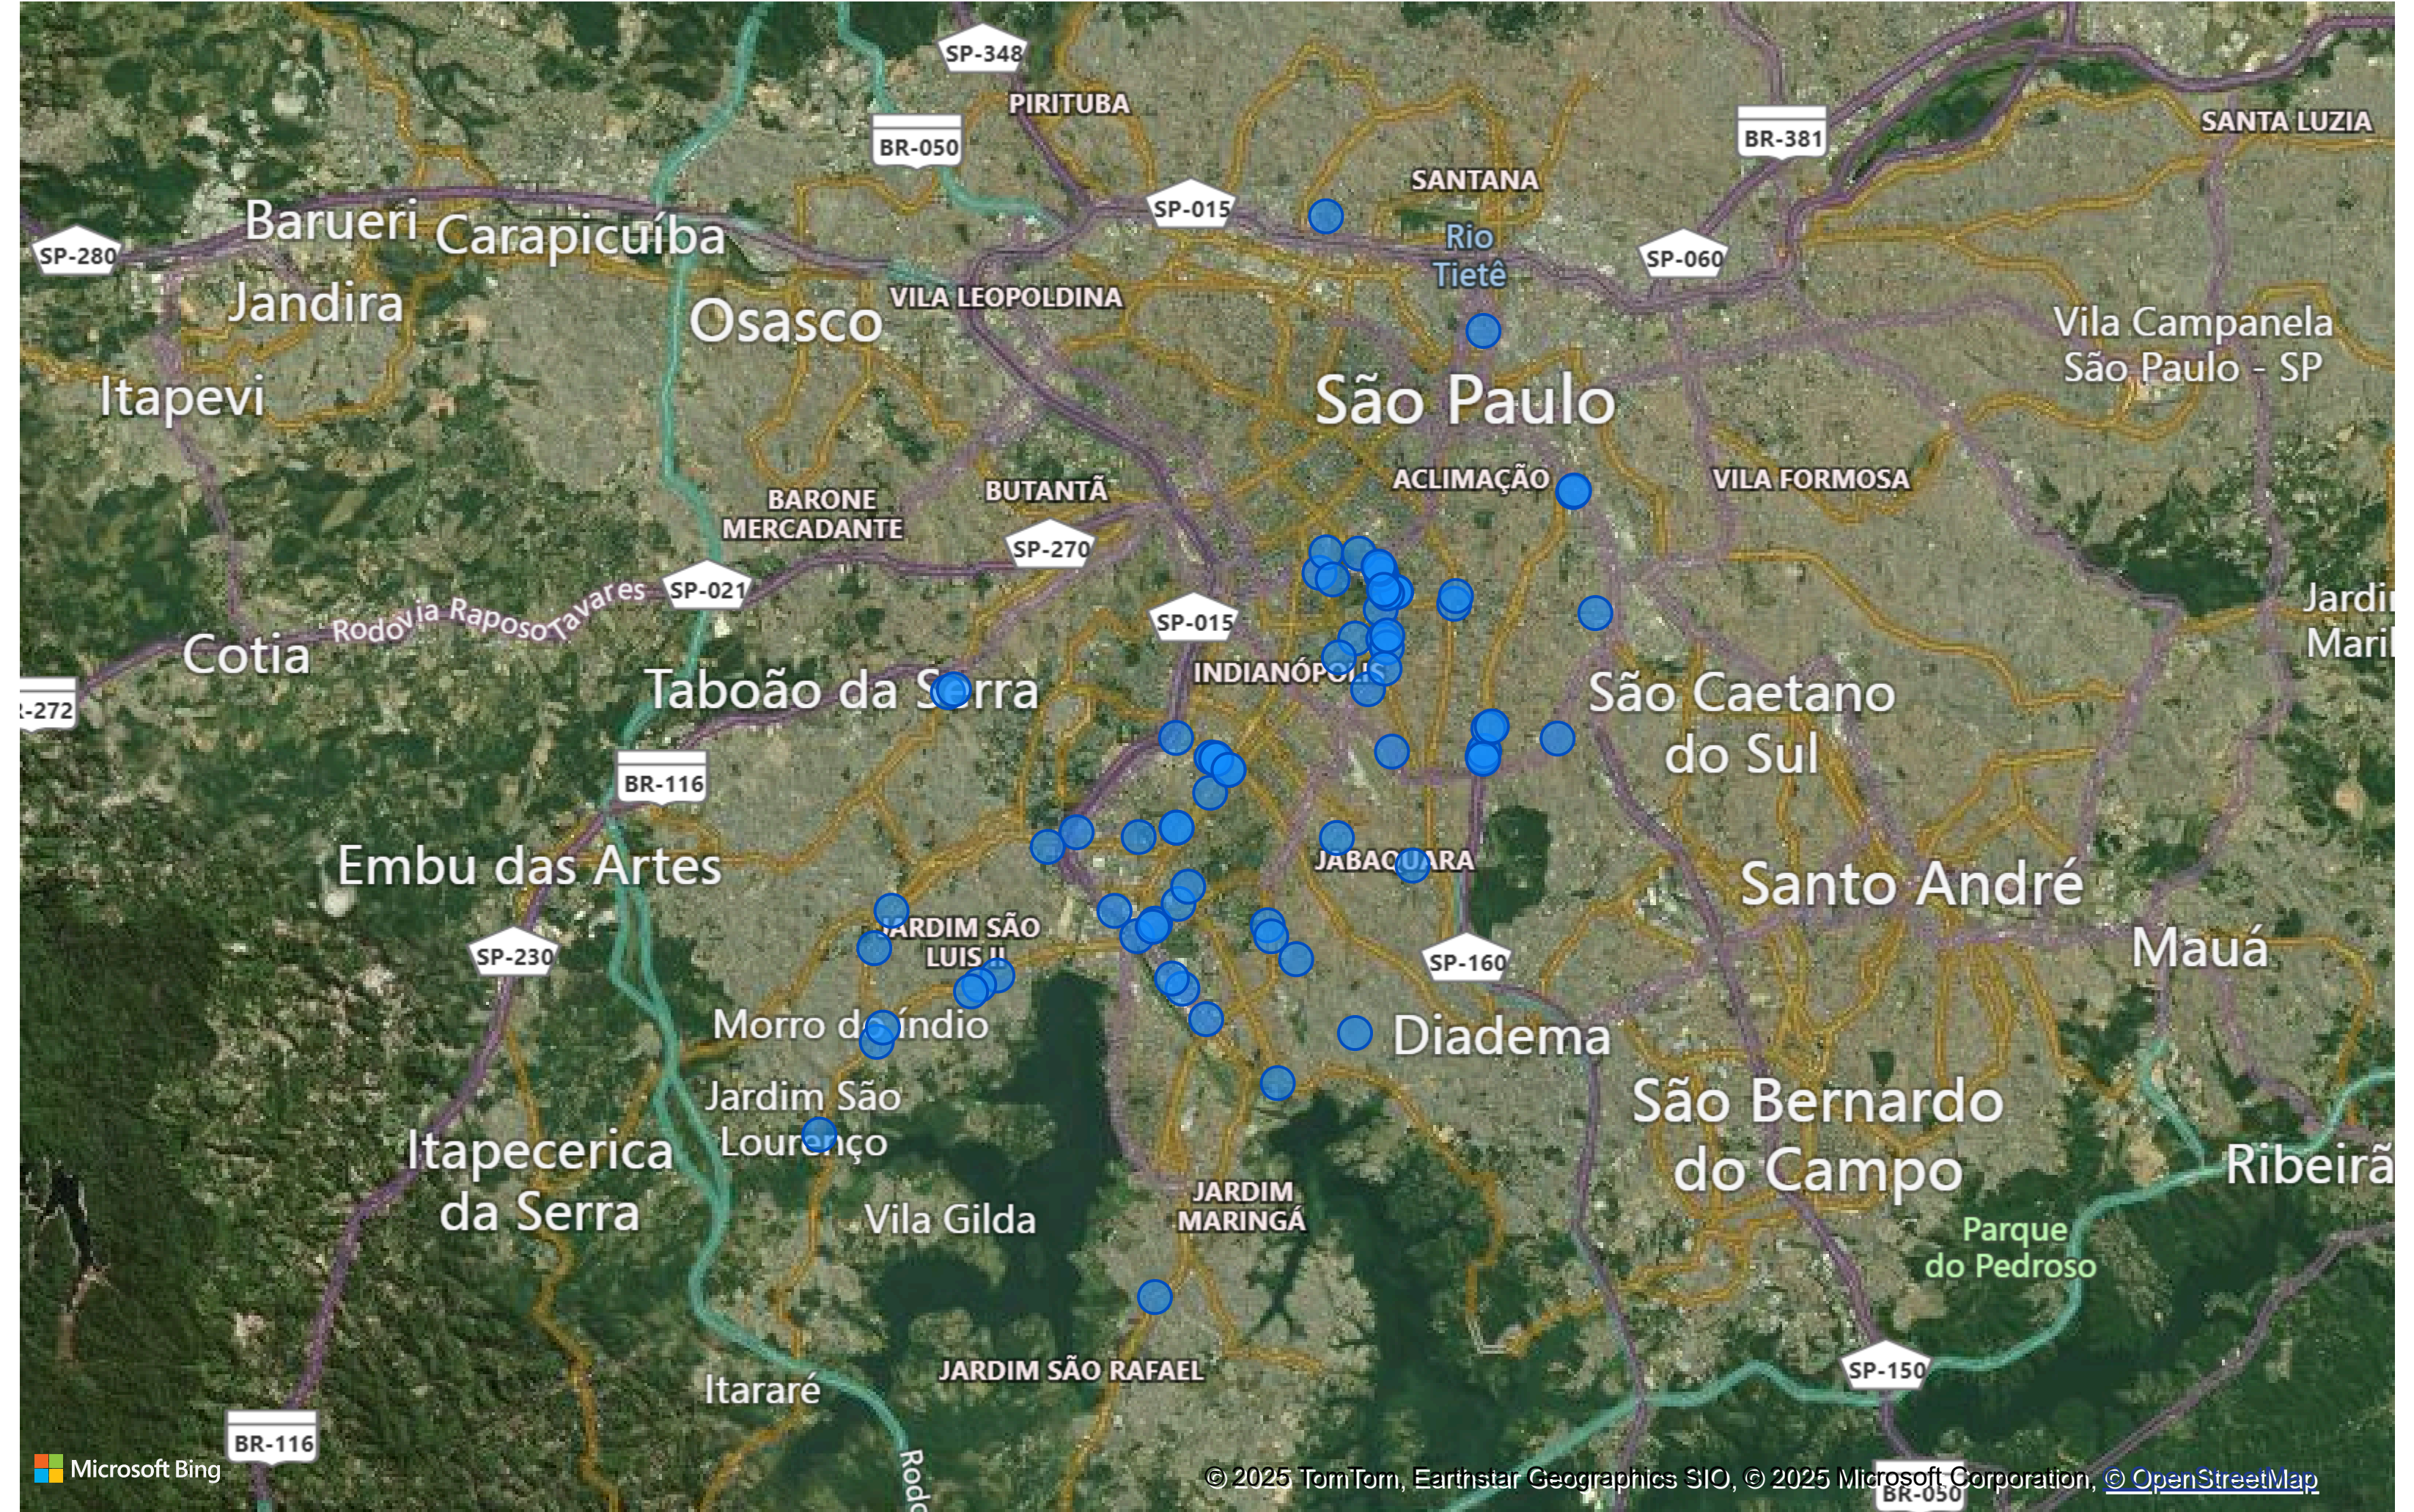 SP-348
PIRITUBA
BR-050
BR-381
SANTA LUZIA
SANTANA
SP-015
Barueri
Carapicuíba
SP-280
Rio
Tietê
SP-060
Jandira
VILA LEOPOLDINA
Osasco
Vila Campanela
São Paulo - SP
Itapevi
São Paulo
BARONE
MERCADANTE
BUTANTÃ
ACLIMAÇÃO
VILA FORMOSA
SP-270
SP-021
Rodovia Raposo Tavares
SP-015
Cotia
INDIANÓPOLIS
Taboão da Serra
São Caetano
do Sul
-272
BR-116
Embu das Artes
JABAQUARA
Santo André
JARDIM SÃO
LUIS II
SP-230
SP-160
Mauá
Morro do índio
Diadema
Jardim São
Lourenço
São Bernardo
do Campo
Itapecerica
da Serra
Vila Gilda
JARDIM
MARINGÁ
Parque
do Pedroso
Ribeirã
JARDIM SÃO RAFAEL
Itararé
SP-150
BR-116
Rodo
Microsoft Bing
© 2025 TomTom, Earthstar Geographics SIO, © 2025 Microsoft Corporation, © OpenStreetMap
BR-050